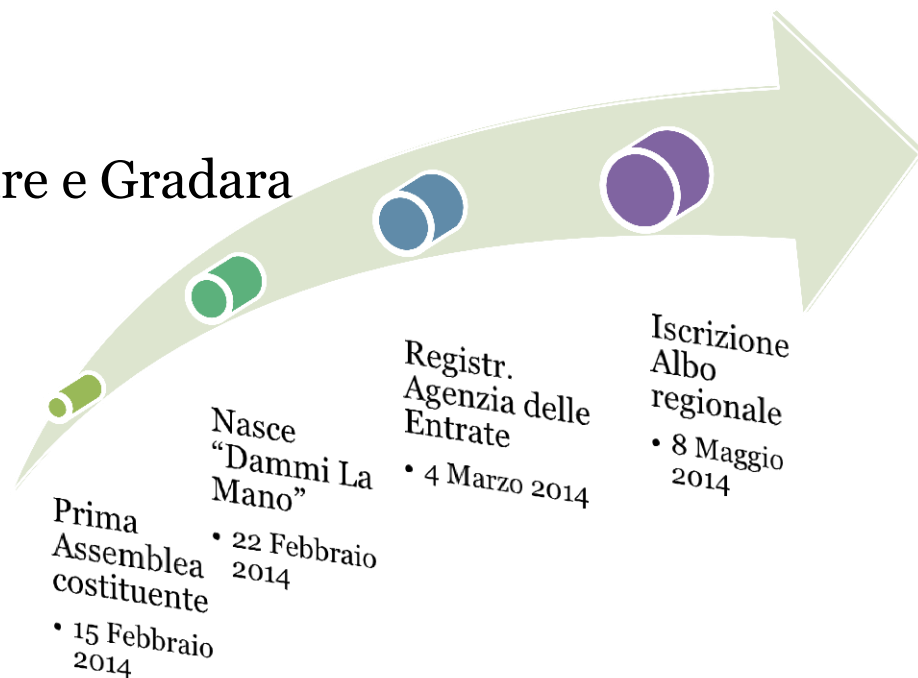 re e Gradara
Prima
Assemblea
costituente
• 15 Febbraio
2014
Nasce
“Dammi La
Mano”
• 22 Febbraio
2014
Registr.
Agenzia delle
Entrate
• 4 Marzo 2014
Iscrizione
Albo
regionale
• 8 Maggio
2014